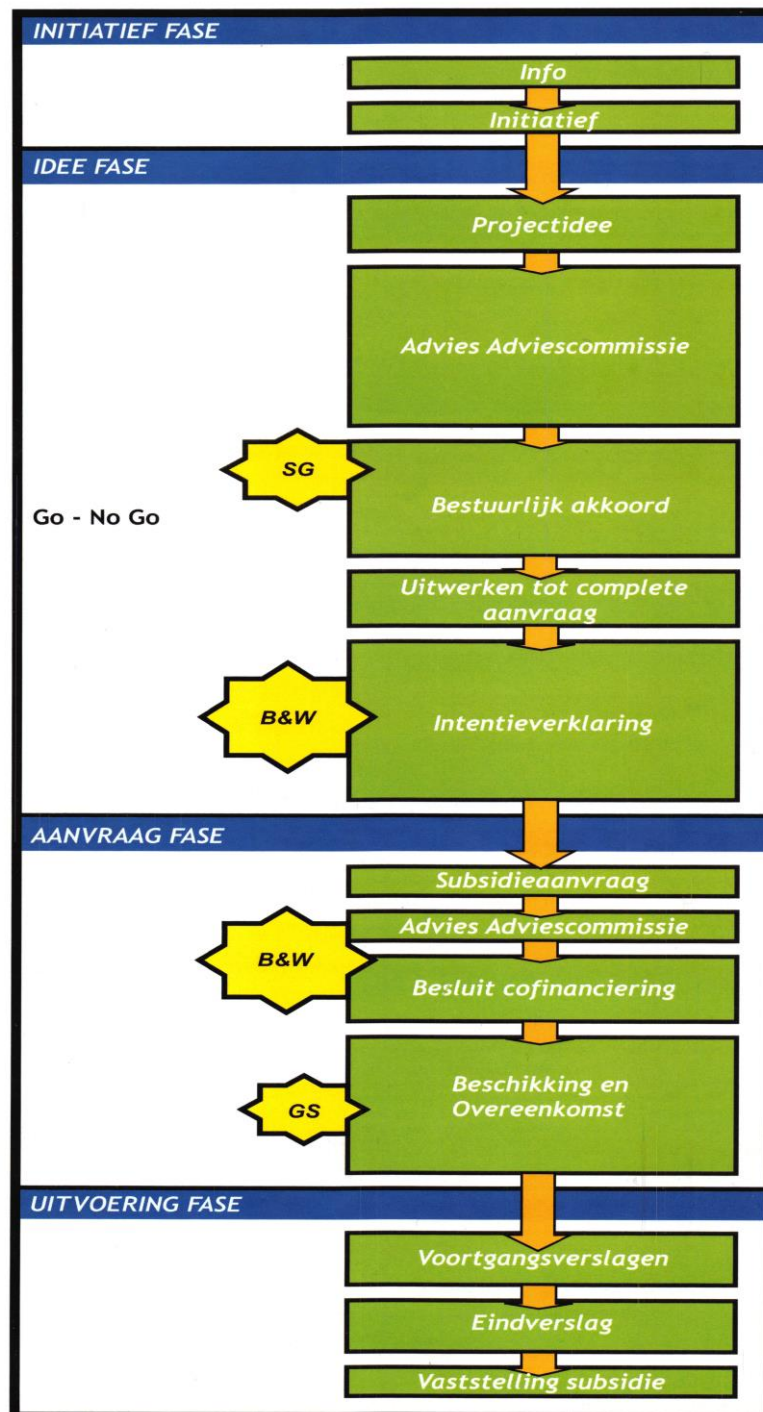 INITIATIEF FASE
Info
Initiatief
IDEE FASE
Projectidee
Advies Adviescommissie
SG
Go - No Go
Bestuurlijk akkoord
Uitwerken tot complete
aanvraag
B&W
Intentieverklaring
AANVRAAG FASE
Subsidieaanvraag
Advies Adviescommissie
B&W
Besluit cofinanciering
Beschikking en
Overeenkomst
GS
UITVOERING FASE
Voortgangsverslagen
Eindverslag
Vaststelling subsidie